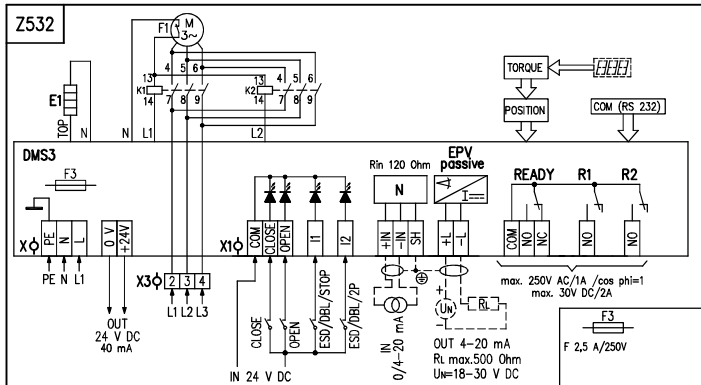 Z532
F1
M
3~
4 5 6
13
K1
14
7 8 9
13
K2
14
4 5 6
7 8 9
E1
TOP
N
N
L1
L2
TORQUE
POSITION
COM (RS 232)
DMS3
F3
Rin 120 Ohm
N
EPV
passive
READY R1 R2
X
PE
N
L
0 V
+24V
X1
COM
CLOSE
OPEN
I1
I2
+IN
-IN
SH
+L
-L
COM
NO
NC
NO
NO
PE N L1
X3
2 3 4
L1 L2 L3
OUT
24 V DC
40 mA
CLOSE
OPEN
ESD/DBL/STOP
ESD/DBL/2P
IN 24 V DC
IN
0/4-20 mA
+
UN
-
RL
OUT 4-20 mA
RL max.500 Ohm
UN=18-30 V DC
max. 250V AC/1A /cos phi=1
max. 30V DC/2A
F3
F 2,5 A/250V